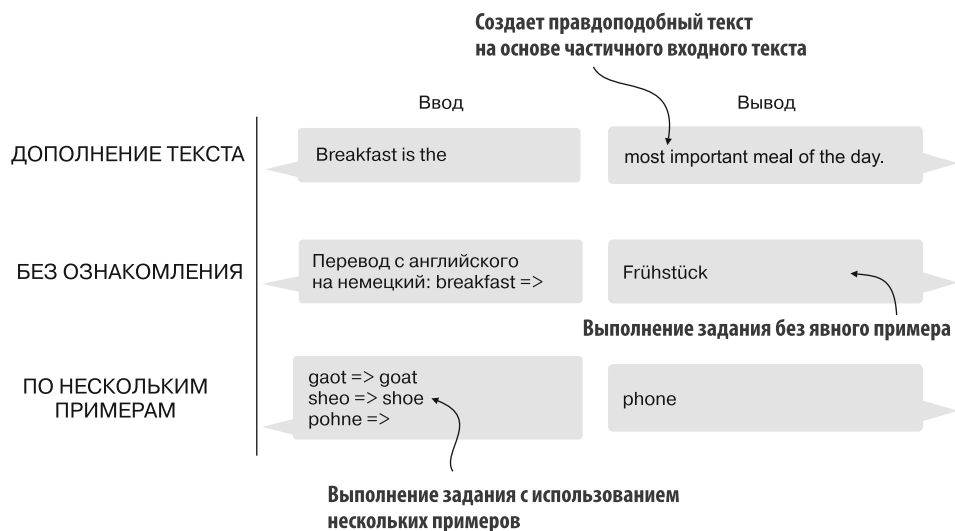 Создает правдоподобный текст
на основе частичного входного текста
Ввод
Вывод
ДОПОЛНЕНИЕ ТЕКСТА
Breakfast is the
most important meal of the day.
БЕЗ ОЗНАКОМЛЕНИЯ
Перевод с английского
на немецкий: breakfast =>
Frühstück
Выполнение задания без явного примера
ПО НЕСКОЛЬКИМ
ПРИМЕРАМ
gaot => goat
sheo => shoe
pohne =>
phone
Выполнение задания с использованием
нескольких примеров